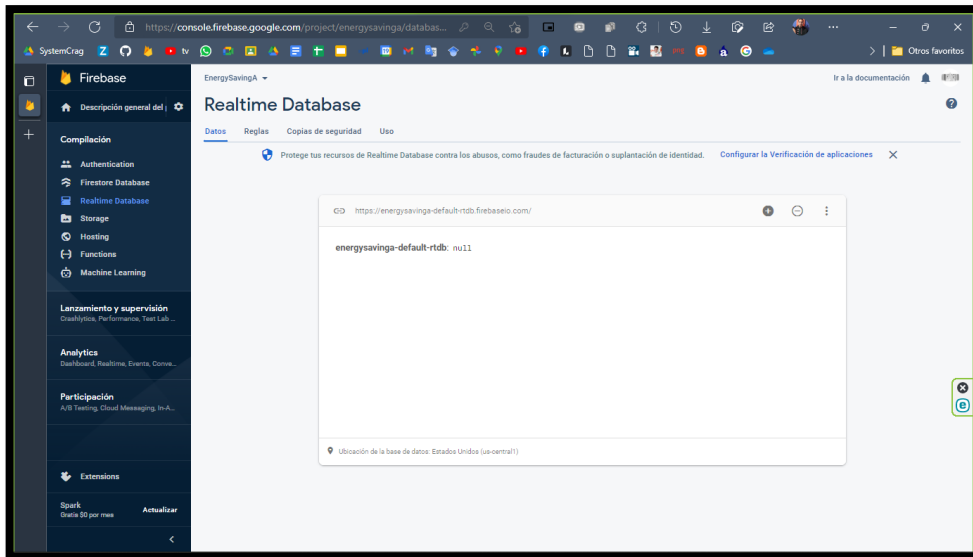 https://console.firebase.google.com/project/energysavinga/databas...
SystemCrag
tv
Otros favoritos
Firebase
Descripción general del p
Compilación
Authentication
Firestore Database
Realtime Database
Storage
Hosting
Functions
Machine Learning
Lanzamiento y supervisión
Crashlytics, Performance, Test Lab ...
Analytics
Dashboard, Realtime, Events, Conve...
Participación
A/B Testing, Cloud Messaging, In-A...
Extensions
Spark
Gratis $0 por mes
Actualizar
EnergySavingA
Ir a la documentación
Realtime Database
Datos Reglas Copias de seguridad Uso
Protege tus recursos de Realtime Database contra los abusos, como fraudes de facturación o suplantación de identidad. Configurar la Verificación de aplicaciones
https://energysavinga-default-rtdb.firebaseio.com/
energysavinga-default-rtdb: null
Ubicación de la base de datos: Estados Unidos (us-central1)